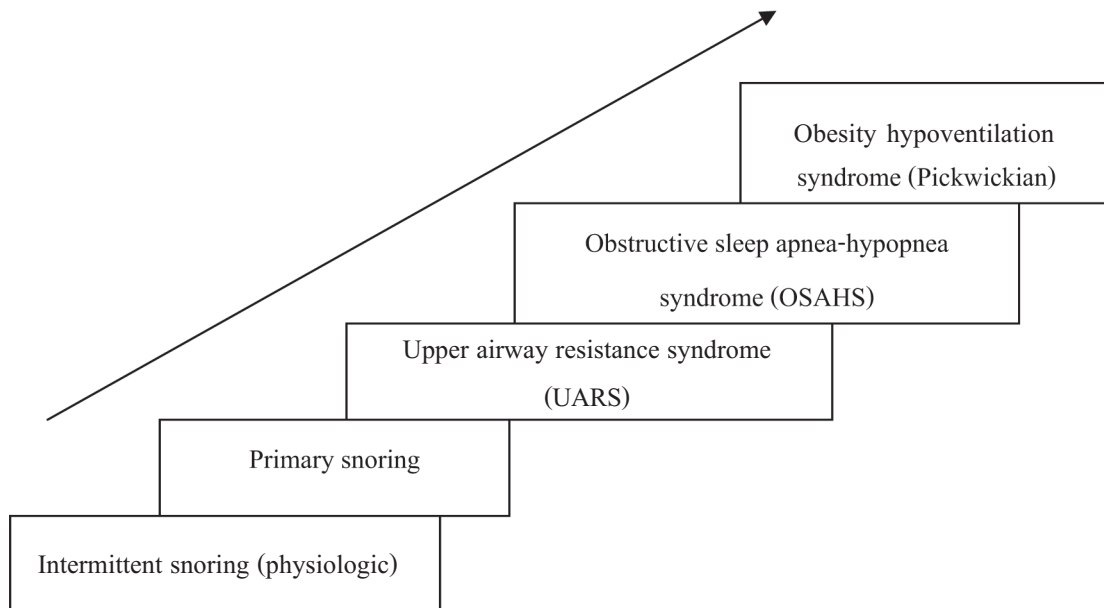 Obesity hypoventilation
syndrome (Pickwickian)
Obstructive sleep apnea-hypopnea
syndrome (OSAHS)
Upper airway resistance syndrome
(UARS)
Primary snoring
Intermittent snoring (physiologic)